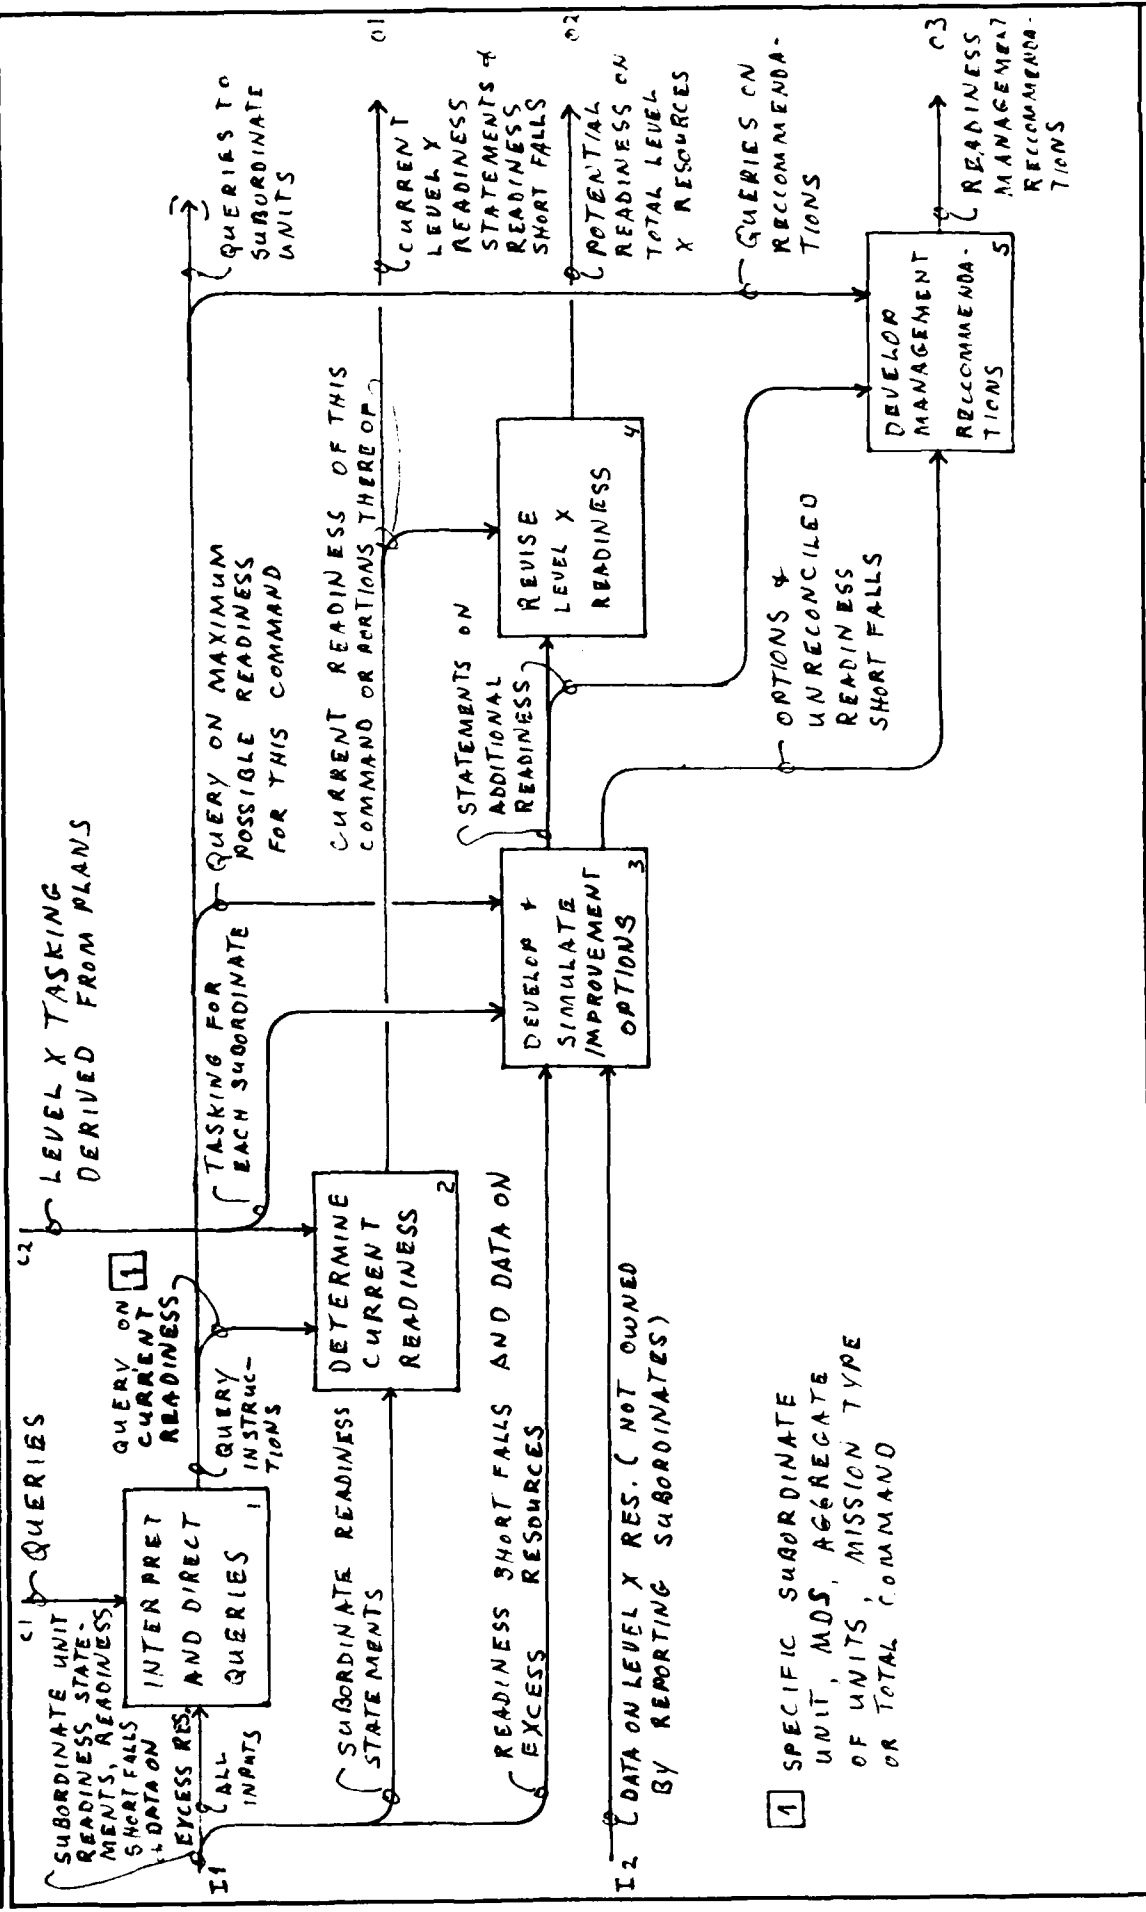 C1
QUERIES
C2
LEVEL X TASKING
DERIVED FROM PLANS
SUBORDINATE UNIT
READINESS STATE-
MENTS, READINESS
SHORT FALLS
& DATA ON
EXCESS RES.
I1
ALL
INPUTS
INTERPRET
AND DIRECT
QUERIES
1
QUERY ON
CURRENT
READINESS
1
QUERY
INSTRUC-
TIONS
TASKING FOR
EACH SUBORDINATE
QUERY ON MAXIMUM
POSSIBLE READINESS
FOR THIS COMMAND
QUERIES TO
SUBORDINATE
UNITS
SUBORDINATE READINESS
STATEMENTS
DETERMINE
CURRENT
READINESS
2
CURRENT READINESS OF THIS
COMMAND OR PORTIONS THERE OF
O1
CURRENT
LEVEL X
READINESS
STATEMENTS &
READINESS
SHORT FALLS
READINESS SHORT FALLS AND DATA ON
EXCESS RESOURCES
DEVELOP &
SIMULATE
IMPROVEMENT
OPTIONS
3
STATEMENTS ON
ADDITIONAL
READINESS
REVISE
LEVEL X
READINESS
4
O2
POTENTIAL
READINESS ON
TOTAL LEVEL
X RESOURCES
I2
DATA ON LEVEL X RES. (NOT OWNED
BY REPORTING SUBORDINATES)
OPTIONS &
UNRECONCILED
READINESS
SHORT FALLS
QUERIES ON
RECCOMMENDA-
TIONS
DEVELOP
MANAGEMENT
RECCOMMENDA-
TIONS
5
O3
READINESS
MANAGEMENT
RECCOMMENDA-
TIONS
1 SPECIFIC SUBORDINATE
UNIT, MDS, AGGREGATE
OF UNITS, MISSION TYPE
OR TOTAL COMMAND